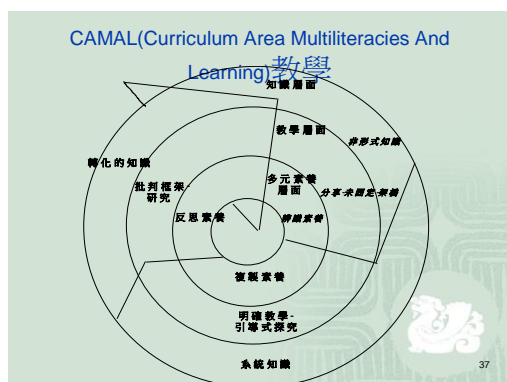 CAMAL(Curriculum Area Multiliteracies And
Learning)教學
知識層面
教學層面
非形式知識
轉化的知識
多元素養
層面
批判框架-
研究
分享-未固定-架構
反思素養
辨識素養
複製素養
明確教學-
引導式探究
系統知識
37